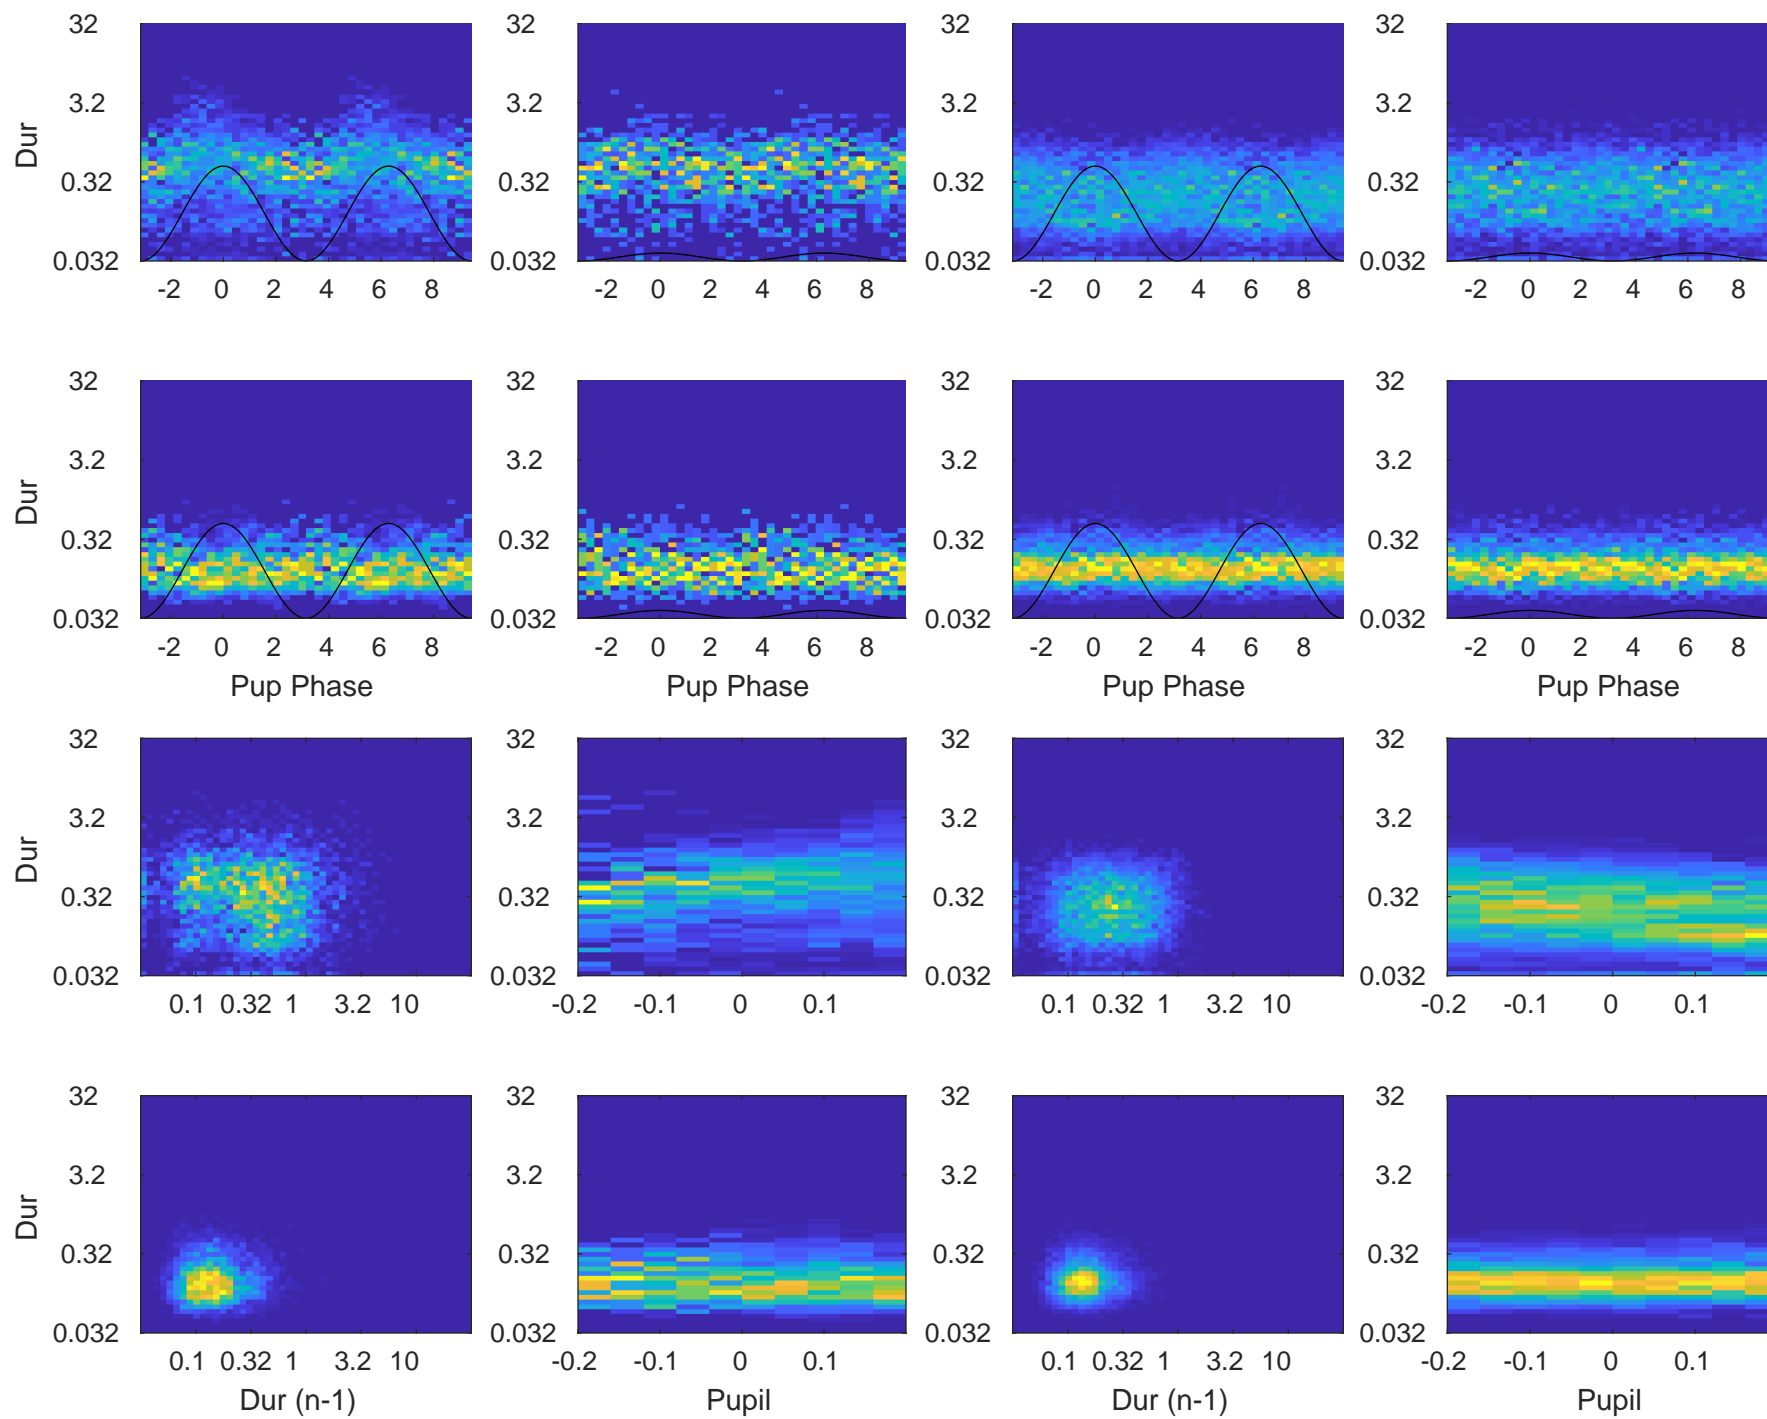 32 32 32 32
3.2 3.2 3.2 3.2
Dur
0.32 0.32 0.32 0.32
0.032 0.032 0.032 0.032
-2 0 2 4 6 8 -2 0 2 4 6 8 -2 0 2 4 6 8 -2 0 2 4 6 8
32 32 32 32
3.2 3.2 3.2 3.2
Dur
0.32 0.32 0.32 0.32
0.032 0.032 0.032 0.032
-2 0 2 4 6 8 -2 0 2 4 6 8 -2 0 2 4 6 8 -2 0 2 4 6 8
Pup Phase Pup Phase Pup Phase Pup Phase
32 32 32 32
3.2 3.2 3.2 3.2
Dur
0.32 0.32 0.32 0.32
0.032 0.032 0.032 0.032
0.1 0.32 1 3.2 10 -0.2 -0.1 0 0.1 0.1 0.32 1 3.2 10 -0.2 -0.1 0 0.1
32 32 32 32
3.2 3.2 3.2 3.2
Dur
0.32 0.32 0.32 0.32
0.032 0.032 0.032 0.032
0.1 0.32 1 3.2 10 -0.2 -0.1 0 0.1 0.1 0.32 1 3.2 10 -0.2 -0.1 0 0.1
Dur (n-1) Pupil Dur (n-1) Pupil